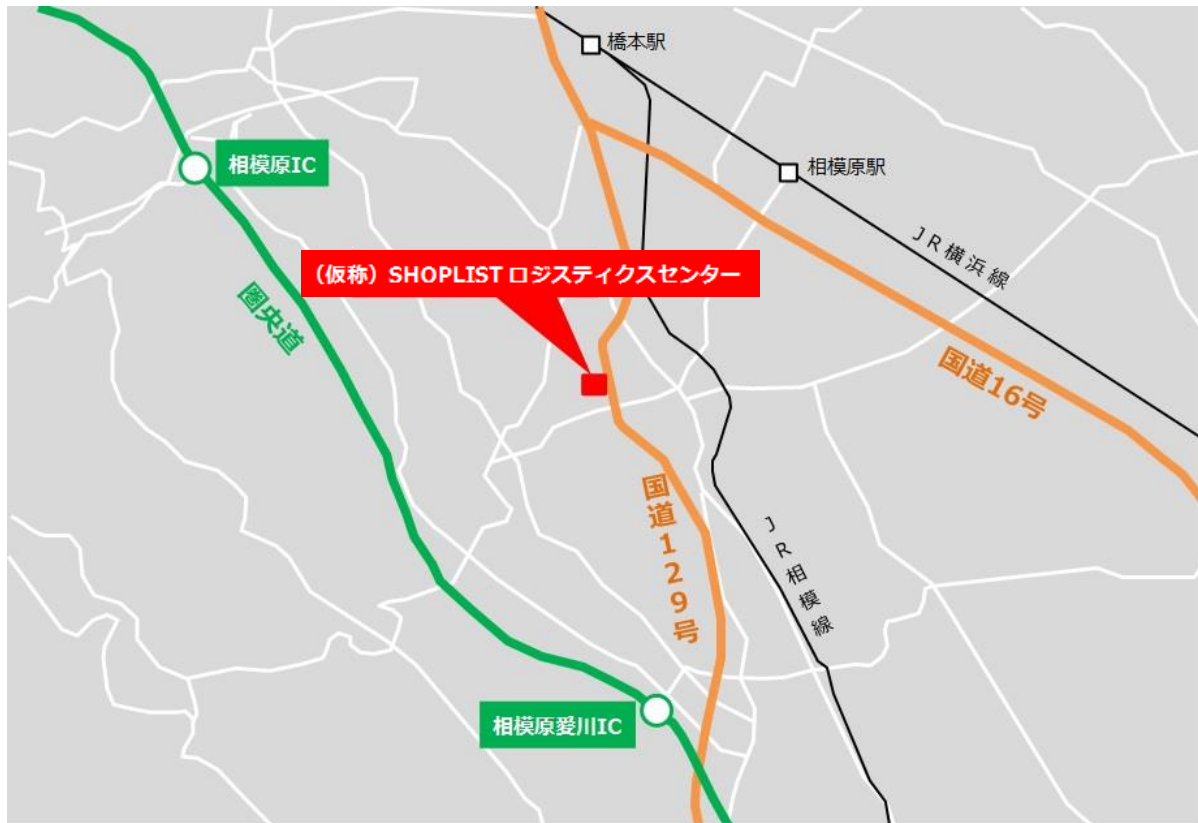 橋本駅
相模原IC
相模原駅
JR横浜線
（仮称）SHOPLIST ロジスティクスセンター
圏央道
国道16号
国道129号
JR相模線
相模原愛川IC